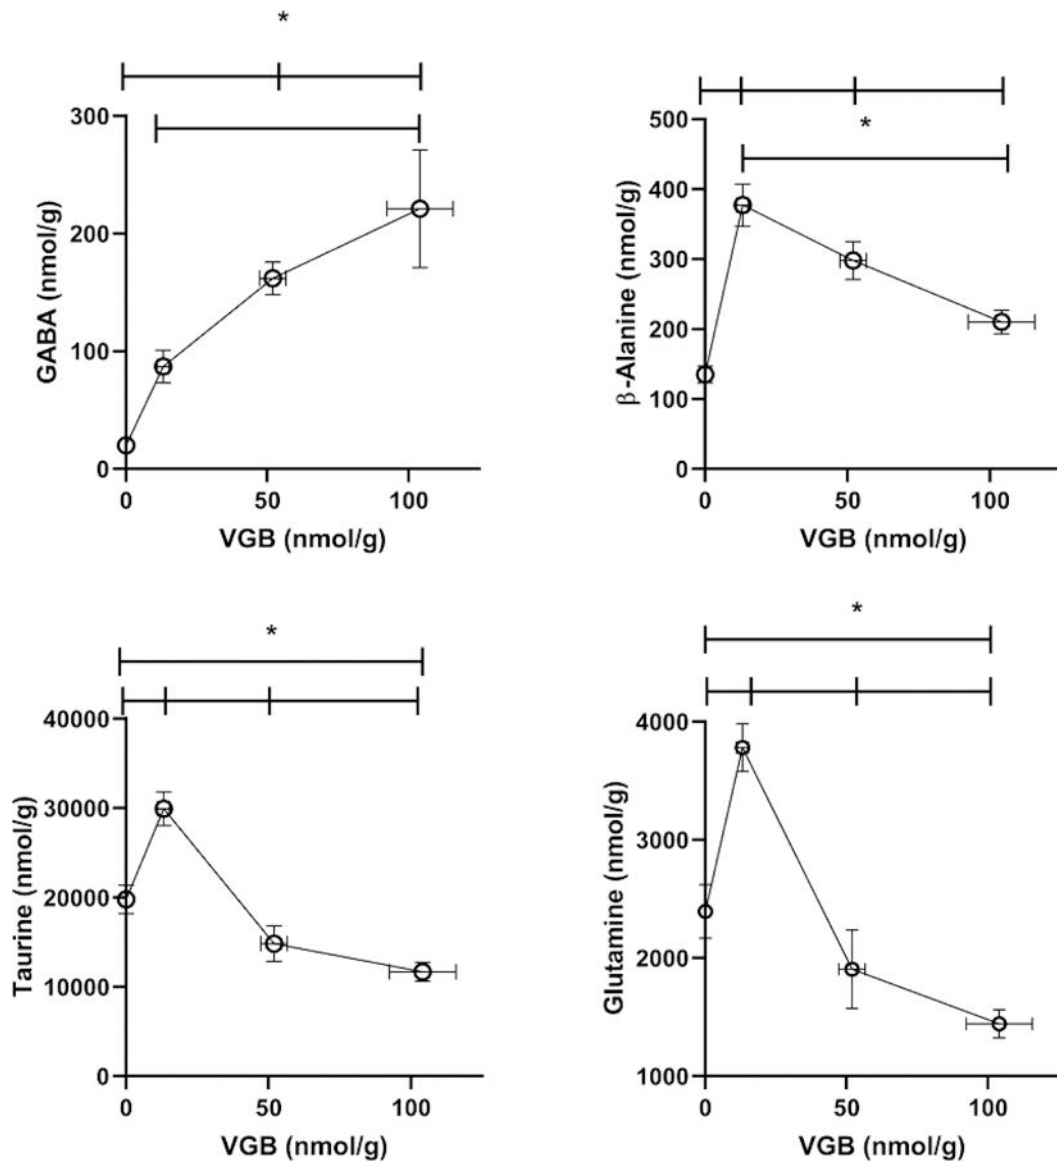 *
300
200
100
0
GABA (nmol/g)
0 50 100
VGB (nmol/g)
*
500
400
300
200
100
0
β-Alanine (nmol/g)
0 50 100
VGB (nmol/g)
*
40000
30000
20000
10000
0
Taurine (nmol/g)
0 50 100
VGB (nmol/g)
*
4000
3000
2000
1000
Glutamine (nmol/g)
0 50 100
VGB (nmol/g)